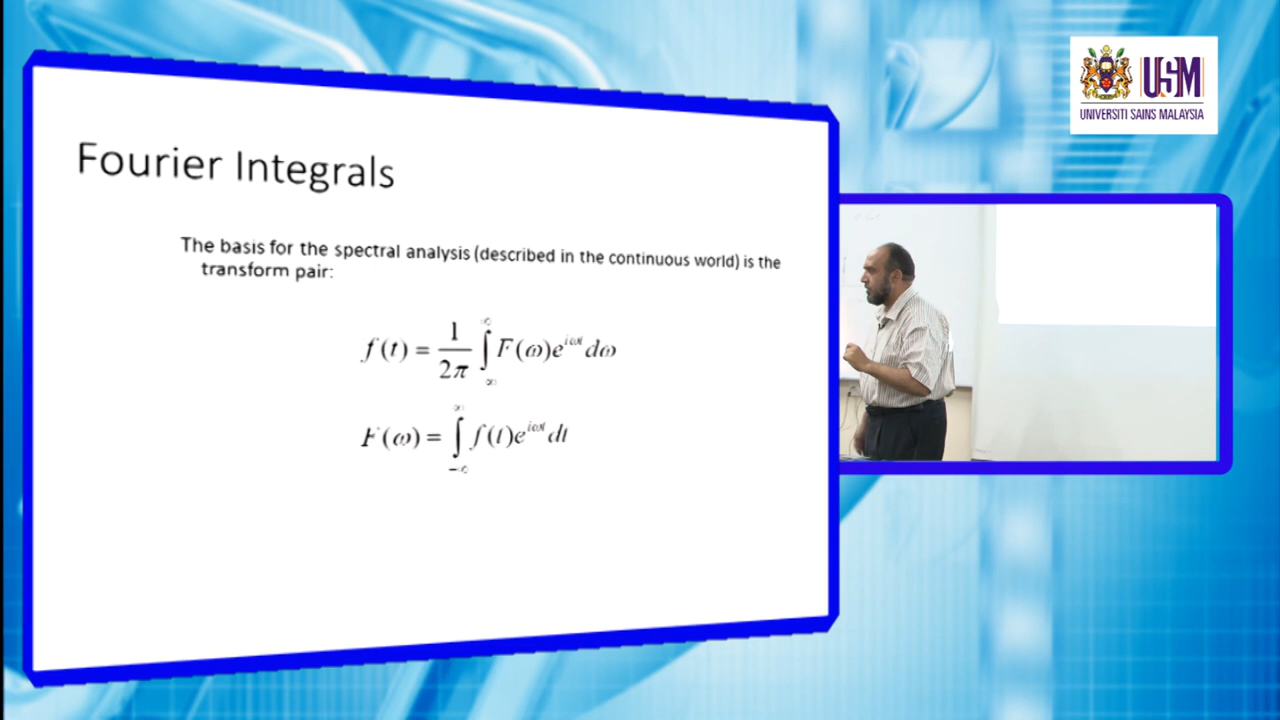 Fourier Integrals
The basis for the spectral analysis (described in the continuous world) is the
transform pair:
f(t) = 1/2π ∫ F(ω)e^{iωt} dω
F(ω) = ∫_{-∞}^{∞} f(t)e^{iωt} dt
USM
UNIVERSITI SAINS MALAYSIA